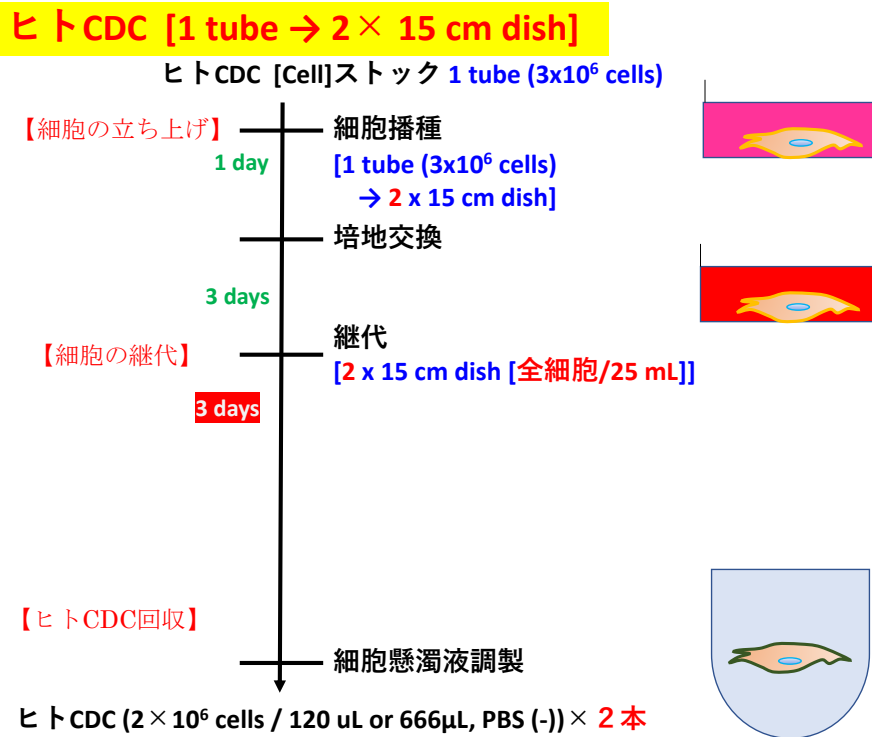 ヒトCDC [1 tube → 2× 15 cm dish]
ヒトCDC [Cell]ストック 1 tube (3x10⁶ cells)
【細胞の立ち上げ】
細胞播種
1 day
[1 tube (3x10⁶ cells)
→ 2 x 15 cm dish]
培地交換
3 days
継代
【細胞の継代】
[2 x 15 cm dish [全細胞/25 mL]]
3 days
【ヒトCDC回収】
細胞懸濁液調製
ヒトCDC (2×10⁶ cells / 120 uL or 666µL, PBS (-))× 2 本